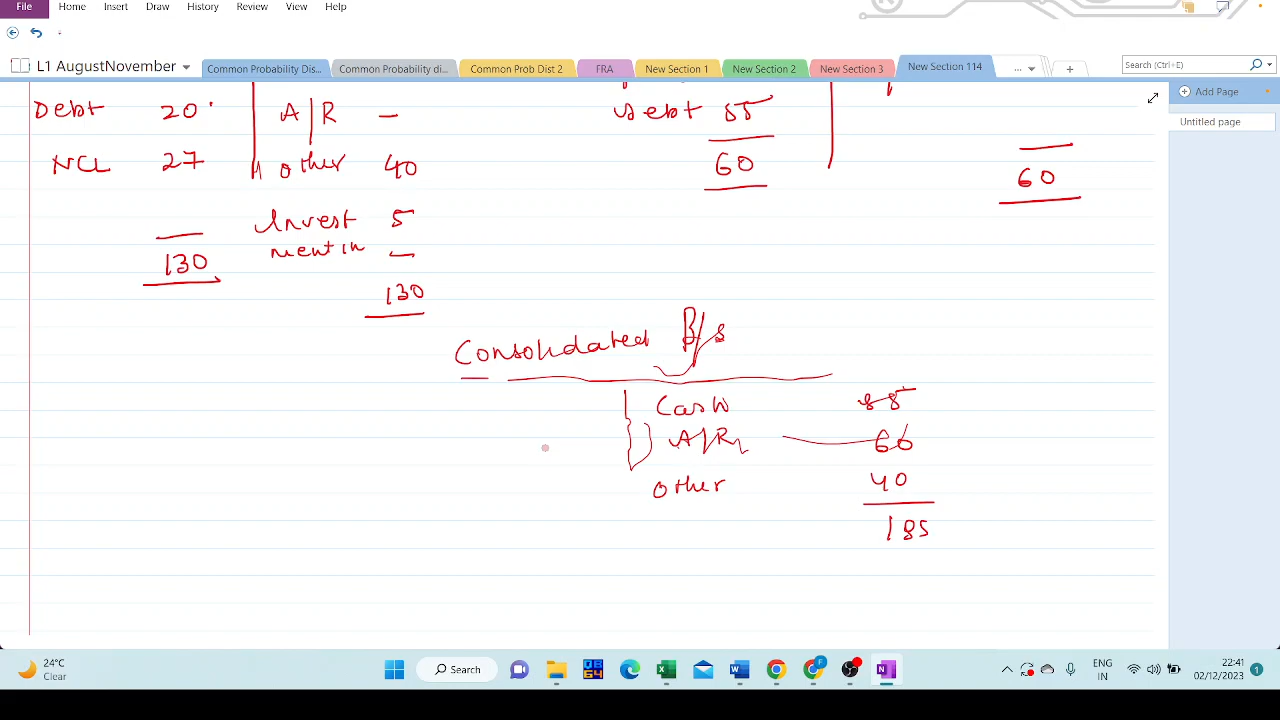 File Home Insert Draw History Review View Help
L1 AugustNovember
Common Probability Dis...
Common Probability di...
Common Prob Dist 2
FRA
New Section 1
New Section 2
New Section 3
New Section 114
...
Search (Ctrl+E)
Add Page
Untitled page
Debt 20
A/R –
Debt 55
NCL 27
Other 40
60
60
Invest 5
ment in –
130
130
Consolidated B/S
Cash 85
A/R 60
Other 40
185
24°C
Clear
Search
ENG
IN
22:41
02/12/2023
1